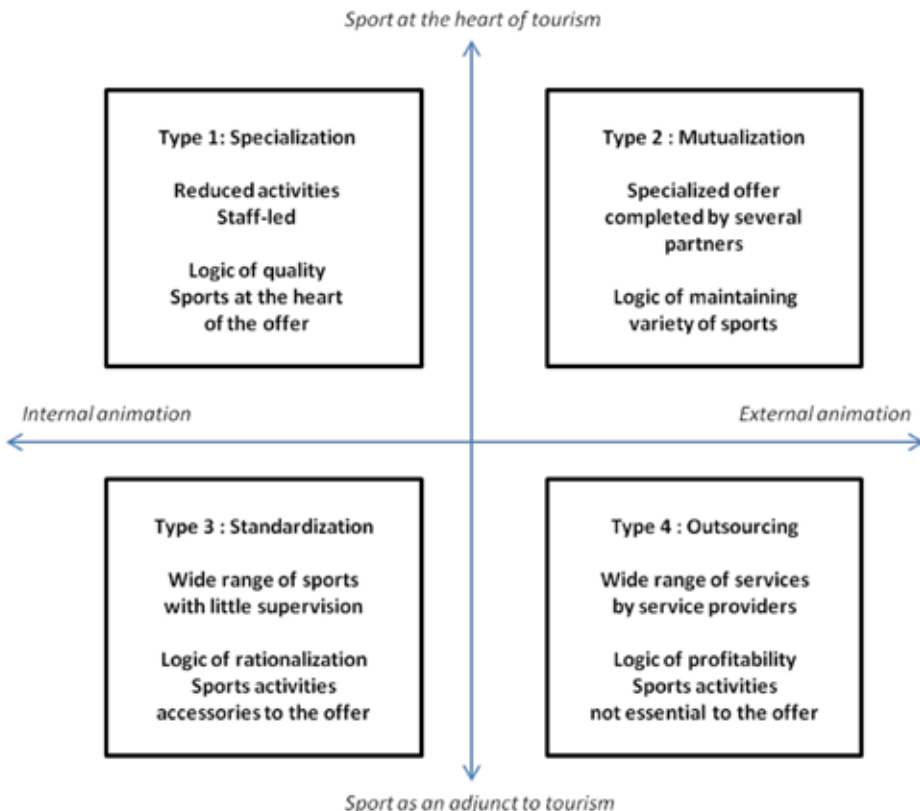 Sport at the heart of tourism
Type 1: Specialization
Reduced activities
Staff-led
Logic of quality
Sports at the heart
of the offer
Type 2 : Mutualization
Specialized offer
completed by several
partners
Logic of maintaining
variety of sports
Internal animation
External animation
Type 3 : Standardization
Wide range of sports
with little supervision
Logic of rationalization
Sports activities
accessories to the offer
Type 4 : Outsourcing
Wide range of services
by service providers
Logic of profitability
Sports activities
not essential to the offer
Sport as an adjunct to tourism